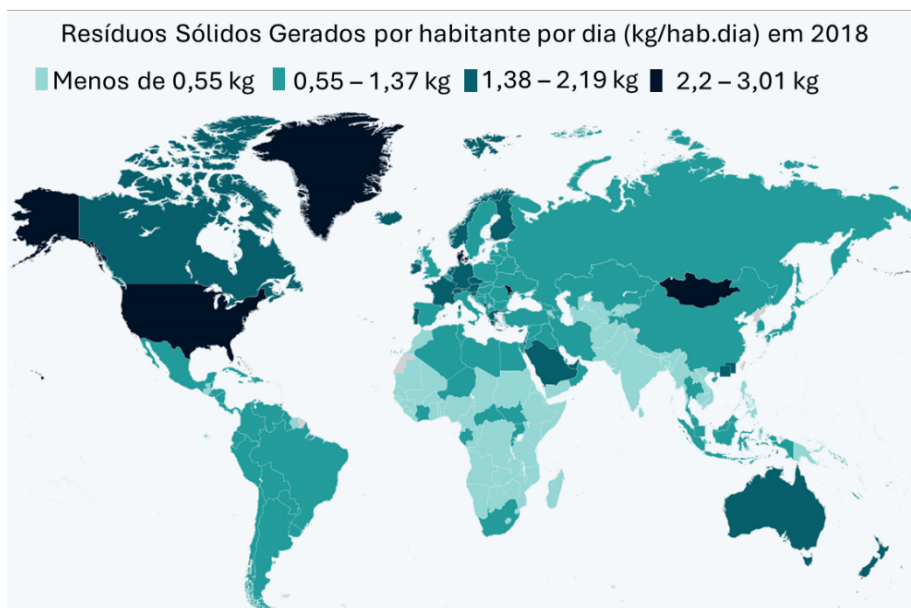 Resíduos Sólidos Gerados por habitante por dia (kg/hab.dia) em 2018
Menos de 0,55 kg 0,55 – 1,37 kg 1,38 – 2,19 kg 2,2 – 3,01 kg